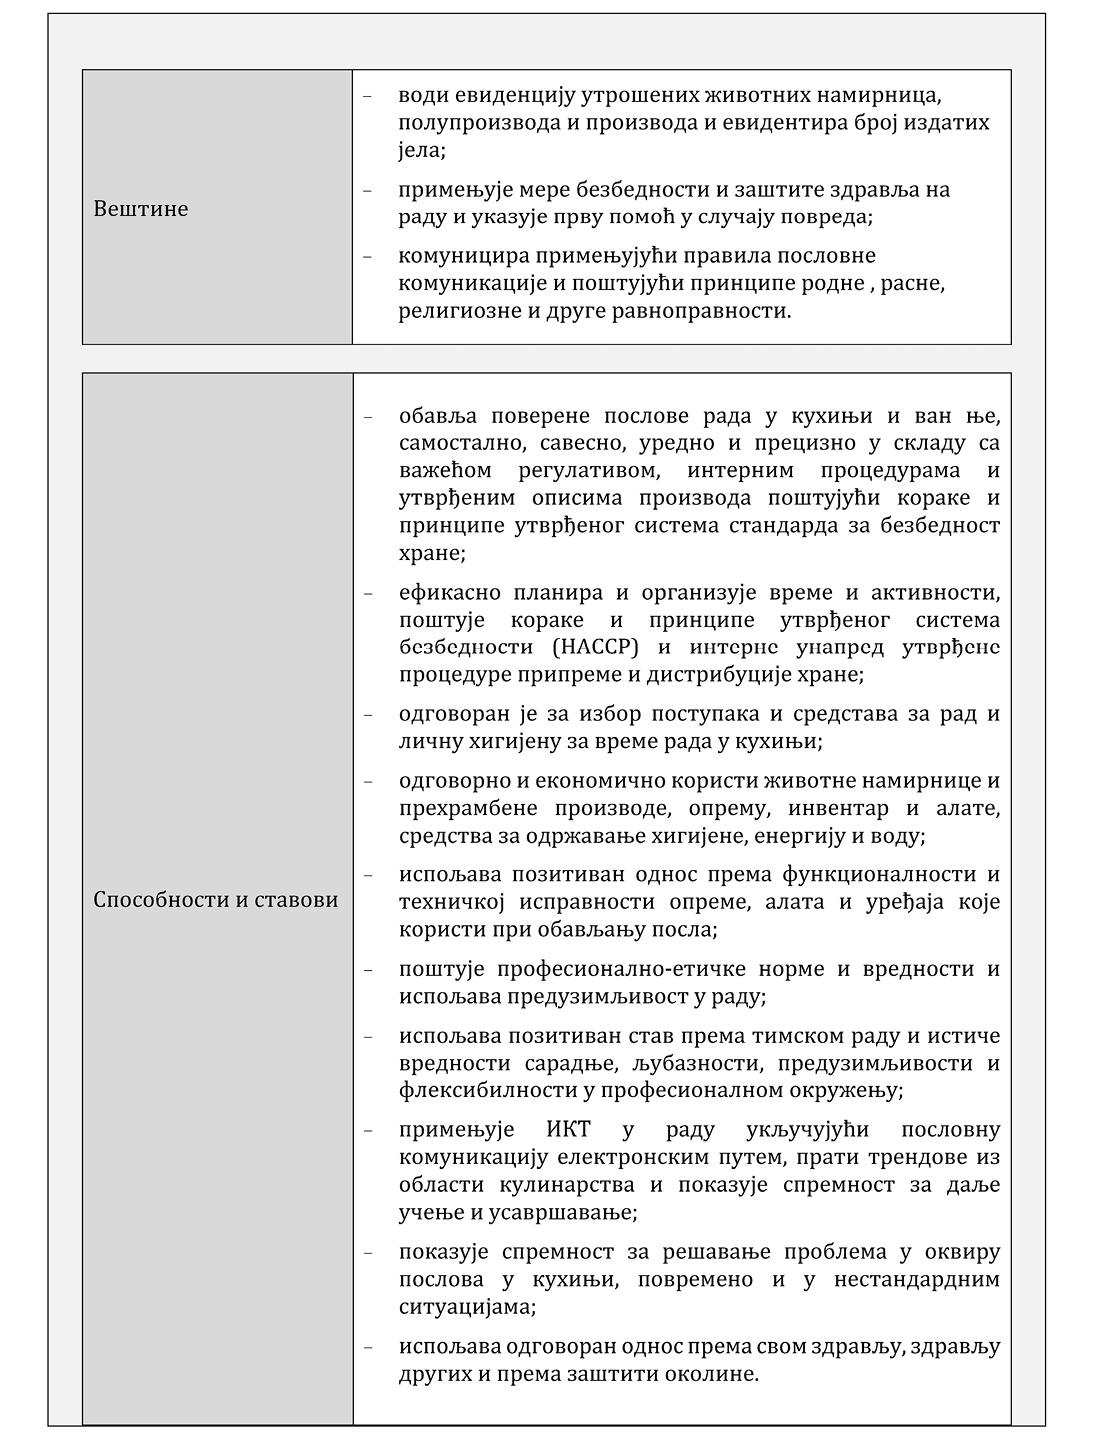 Вештине
– води евиденцију утрошених животних намирница,
полупроизвода и производа и евидентира број издатих
јела;
– примењује мере безбедности и заштите здравља на
раду и указује прву помоћ у случају повреда;
– комуницира примењујући правила пословне
комуникације и поштујући принципе родне , расне,
религиозне и друге равноправности.
Способности и ставови
– обавља поверене послове рада у кухињи и ван ње,
самостално, савесно, уредно и прецизно у складу са
важећом регулативом, интерним процедурама и
утврђеним описима производа поштујући кораке и
принципе утврђеног система стандарда за безбедност
хране;
– ефикасно планира и организује време и активности,
поштује кораке и принципе утврђеног система
безбедности (НАССР) и интерне унапред утврђене
процедуре припреме и дистрибуције хране;
– одговоран је за избор поступака и средстава за рад и
личну хигијену за време рада у кухињи;
– одговорно и економично користи животне намирнице и
прехрамбене производе, опрему, инвентар и алате,
средства за одржавање хигијене, енергију и воду;
– испољава позитиван однос према функционалности и
техничкој исправности опреме, алата и уређаја које
користи при обављању посла;
– поштује професионално-етичке норме и вредности и
испољава предузимљивост у раду;
– испољава позитиван став према тимском раду и истиче
вредности сарадње, љубазности, предузимљивости и
флексибилности у професионалном окружењу;
– примењује ИКТ у раду укључујући пословну
комуникацију електронским путем, прати трендове из
области кулинарства и показује спремност за даље
учење и усавршавање;
– показује спремност за решавање проблема у оквиру
послова у кухињи, повремено и у нестандардним
ситуацијама;
– испољава одговоран однос према свом здрављу, здрављу
других и према заштити околине.